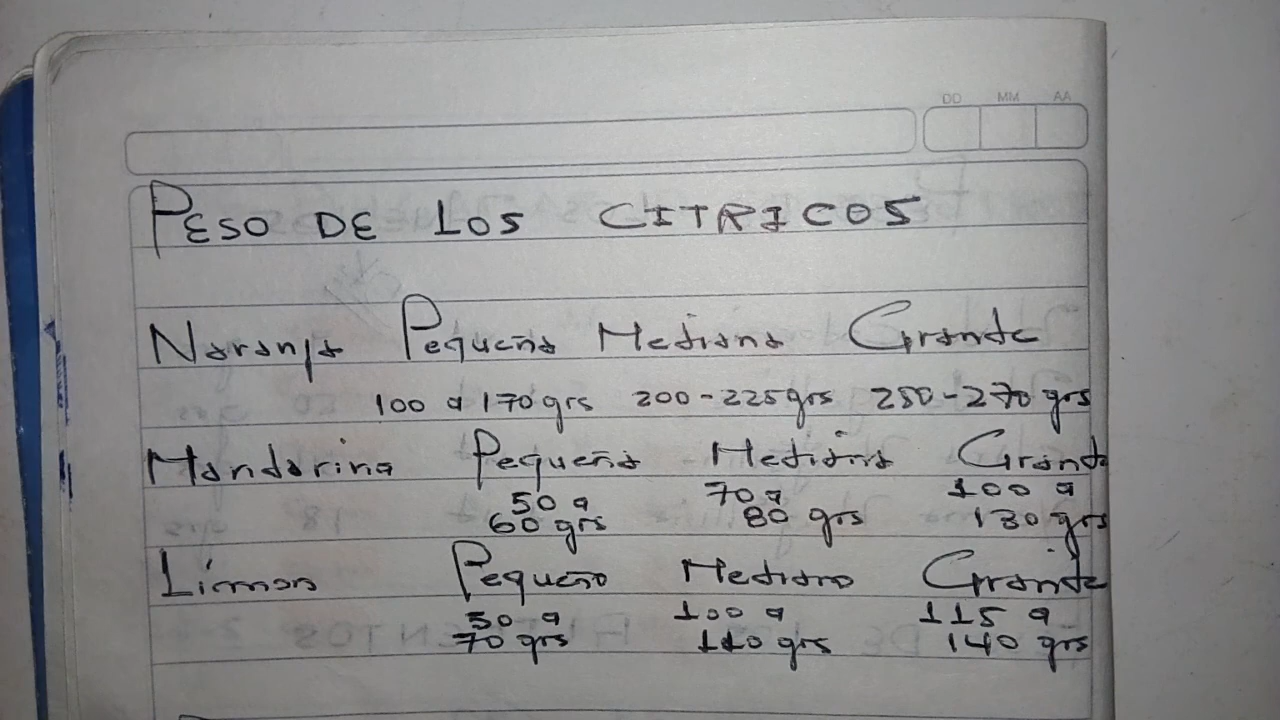 DD MM AA
PESO DE LOS CITRICOS
Naranja Pequeña Mediana Grande
100 a 170 grs 200-225 grs 250-270 grs
Mandarina Pequeña Mediana Grande
50 a 70 a 100 a
60 grs 80 grs 130 grs
Limon Pequeño Mediano Grande
50 a 100 a 115 a
70 grs 110 grs 140 grs